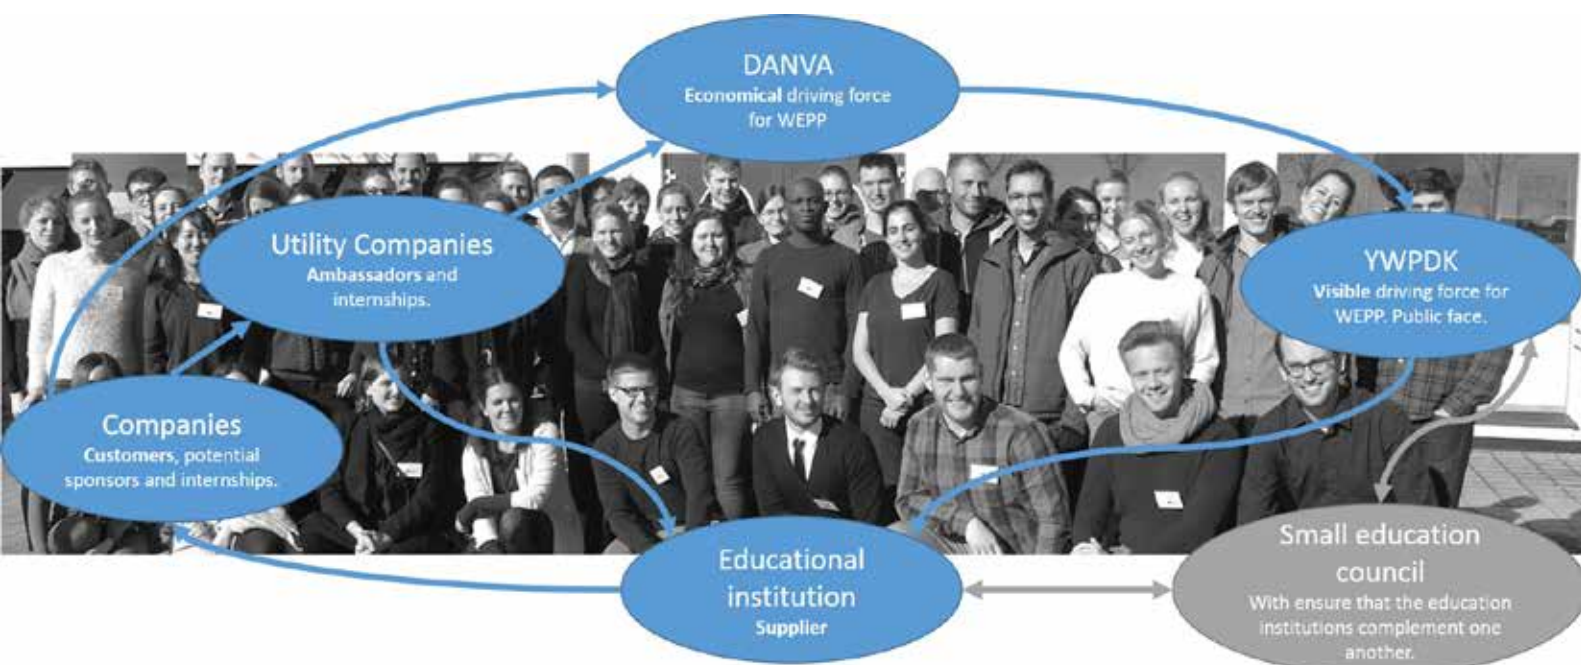 DANVA
Economical driving force
for WEPP
Utility Companies
Ambassadors and
internships.
YWPDK
Visible driving force for
WEPP. Public face.
Companies
Customers, potential
sponsors and internships.
Educational
institution
Supplier
Small education
council
With ensure that the education
institutions complement one
another.